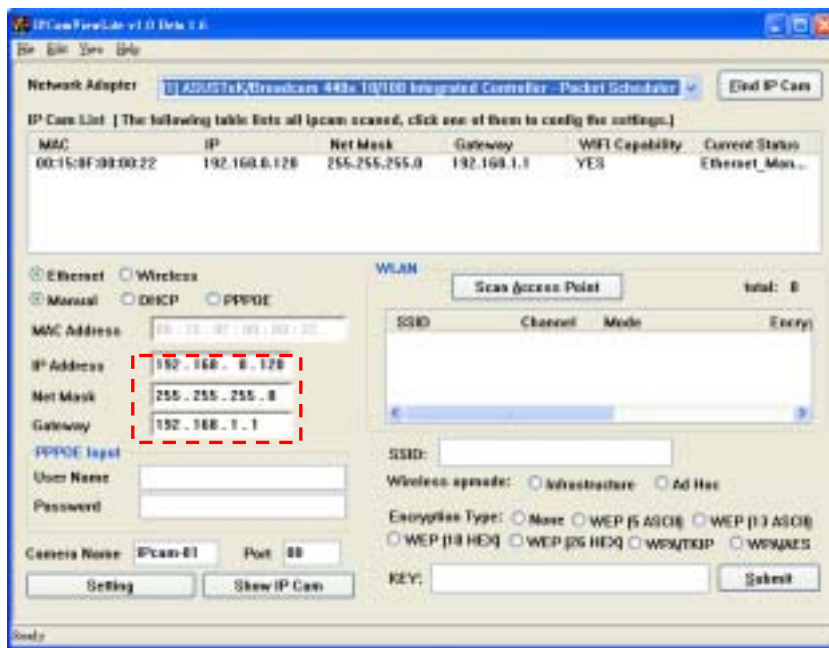 IPCamViewLite v1.0 Beta 1.6
File Edit View Help
Network Adapter 1) ASUSTeK/Broadcom 440x 10/100 Integrated Controller - Packet Scheduler Find IP Cam
IP Cam List [ The following table lists all ipcam scaned, click one of them to config the settings.]
MAC IP Net Mask Gateway WIFI Capability Current Status
00:15:0F:00:00:22 192.168.0.120 255.255.255.0 192.168.1.1 YES Ethernet_Man...
Ethernet Wireless
Manual DHCP PPPOE
MAC Address
IP Address 192 . 168 . 0 . 120
Net Mask 255 . 255 . 255 . 0
Gateway 192 . 168 . 1 . 1
PPPOE Input
User Name
Password
Camera Name IPcam-01 Port 80
Setting Show IP Cam
WLAN
Scan Access Point total: 0
SSID Channel Mode Encry
SSID:
Wireless opmode: Infrastructure Ad Hoc
Encryption Type: None WEP (5 ASCII) WEP (13 ASCII)
WEP (10 HEX) WEP (26 HEX) WPA/TKIP WPA/AES
KEY: Submit
Ready